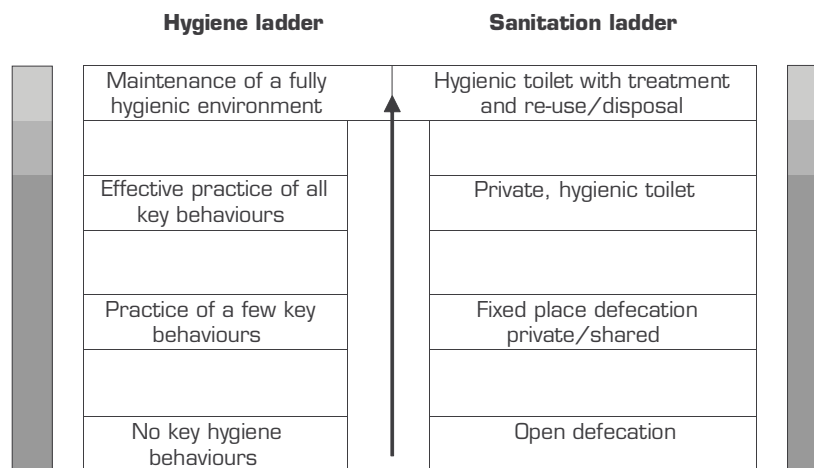 Hygiene ladder
Sanitation ladder
Maintenance of a fully
hygienic environment
Hygienic toilet with treatment
and re-use/disposal
Effective practice of all
key behaviours
Private, hygienic toilet
Practice of a few key
behaviours
Fixed place defecation
private/shared
No key hygiene
behaviours
Open defecation